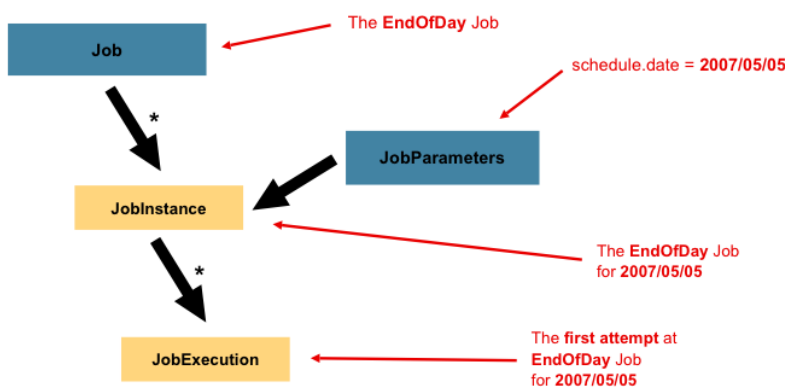 The EndOfDay Job
Job
schedule.date = 2007/05/05
*
JobParameters
JobInstance
The EndOfDay Job
for 2007/05/05
*
The first attempt at
EndOfDay Job
for 2007/05/05
JobExecution